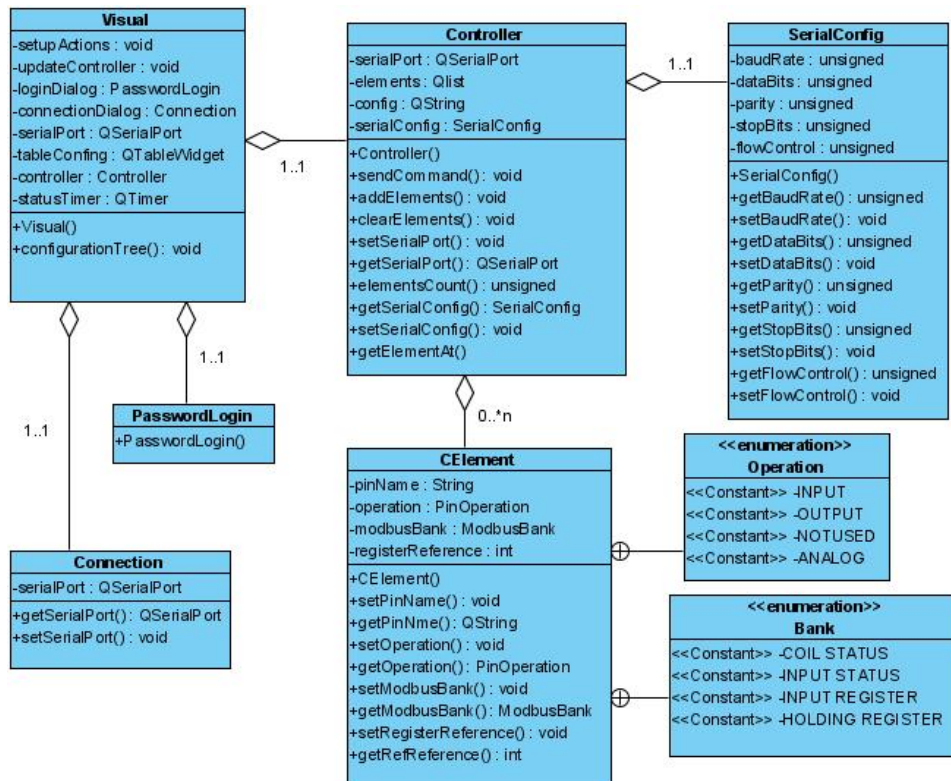 Visual
-setupActions : void
-updateController : void
-loginDialog : PasswordLogin
-connectionDialog : Connection
-serialPort : QSerialPort
-tableConfing : QTableWidget
-controller : Controller
-statusTimer : QTimer
+Visual()
+configurationTree() : void
1..1
Controller
-serialPort : QSerialPort
-elements : Qlist
-config : QString
-serialConfig : SerialConfig
+Controller()
+sendCommand() : void
+addElements() : void
+clearElements() : void
+setSerialPort() : void
+getSerialPort() : QSerialPort
+elementsCount() : unsigned
+getSerialConfig() : SerialConfig
+setSerialConfig() : void
+getElementAt()
1..1
SerialConfig
-baudRate : unsigned
-dataBits : unsigned
-parity : unsigned
-stopBits : unsigned
-flowControl : unsigned
+SerialConfig()
+getBaudRate() : unsigned
+setBaudRate() : void
+getDataBits() : unsigned
+setDataBits() : void
+getParity() : unsigned
+setParity() : void
+getStopBits() : unsigned
+setStopBits() : void
+getFlowControl() : unsigned
+setFlowControl() : void
1..1
1..1
PasswordLogin
+PasswordLogin()
Connection
-serialPort : QSerialPort
+getSerialPort() : QSerialPort
+setSerialPort() : void
0..*n
CElement
-pinName : String
-operation : PinOperation
-modbusBank : ModbusBank
-registerReference : int
+CElement()
+setPinName() : void
+getPinNme() : QString
+setOperation() : void
+getOperation() : PinOperation
+setModbusBank() : void
+getModbusBank() : ModbusBank
+setRegisterReference() : void
+getRefReference() : int
<<enumeration>>
Operation
<<Constant>> -INPUT
<<Constant>> -OUTPUT
<<Constant>> -NOTUSED
<<Constant>> -ANALOG
<<enumeration>>
Bank
<<Constant>> -COIL STATUS
<<Constant>> -INPUT STATUS
<<Constant>> -INPUT REGISTER
<<Constant>> -HOLDING REGISTER